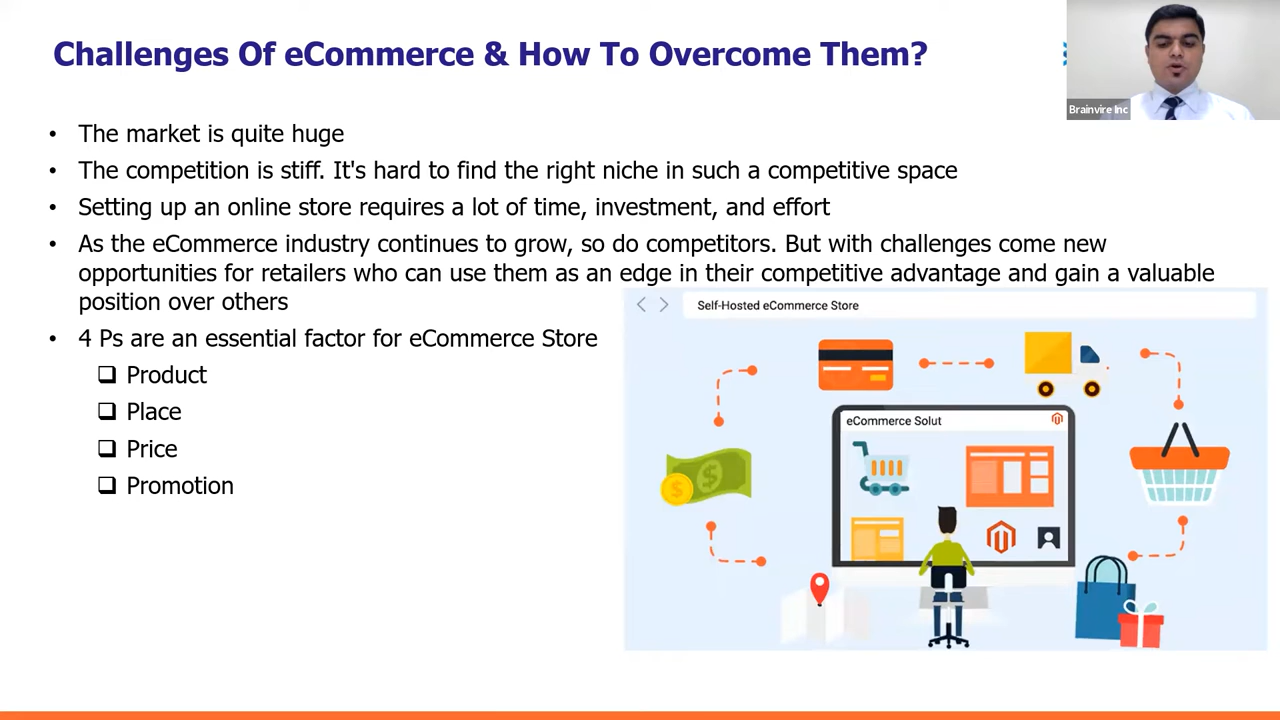 Challenges Of eCommerce & How To Overcome Them?
Brainvire Inc
• The market is quite huge
• The competition is stiff. It's hard to find the right niche in such a competitive space
• Setting up an online store requires a lot of time, investment, and effort
• As the eCommerce industry continues to grow, so do competitors. But with challenges come new
opportunities for retailers who can use them as an edge in their competitive advantage and gain a valuable
position over others
• 4 Ps are an essential factor for eCommerce Store
❑ Product
❑ Place
❑ Price
❑ Promotion
Self-Hosted eCommerce Store
eCommerce Solut